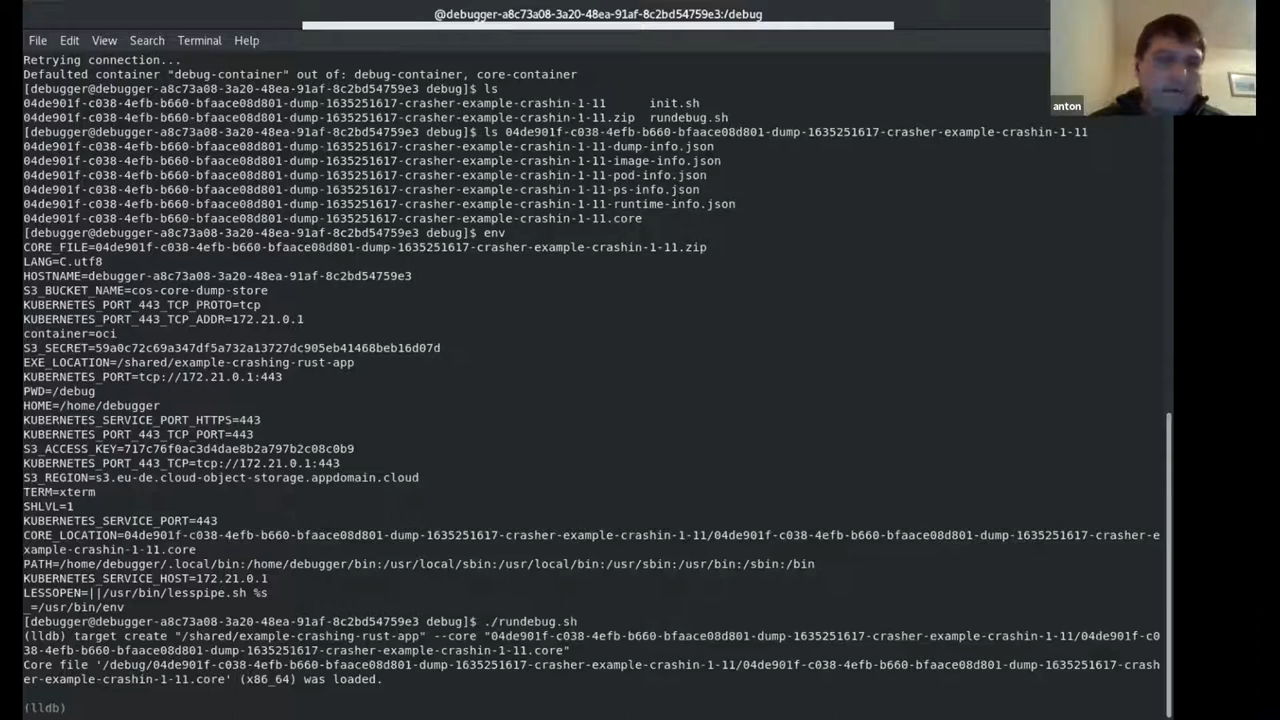 @debugger-a8c73a08-3a20-48ea-91af-8c2bd54759e3:/debug
File Edit View Search Terminal Help
Retrying connection...
Defaulted container "debug-container" out of: debug-container, core-container
[debugger@debugger-a8c73a08-3a20-48ea-91af-8c2bd54759e3 debug]$ ls
04de901f-c038-4efb-b660-bfaace08d801-dump-1635251617-crasher-example-crashin-1-11 init.sh
04de901f-c038-4efb-b660-bfaace08d801-dump-1635251617-crasher-example-crashin-1-11.zip rundebug.sh
[debugger@debugger-a8c73a08-3a20-48ea-91af-8c2bd54759e3 debug]$ ls 04de901f-c038-4efb-b660-bfaace08d801-dump-1635251617-crasher-example-crashin-1-11
04de901f-c038-4efb-b660-bfaace08d801-dump-1635251617-crasher-example-crashin-1-11-dump-info.json
04de901f-c038-4efb-b660-bfaace08d801-dump-1635251617-crasher-example-crashin-1-11-image-info.json
04de901f-c038-4efb-b660-bfaace08d801-dump-1635251617-crasher-example-crashin-1-11-pod-info.json
04de901f-c038-4efb-b660-bfaace08d801-dump-1635251617-crasher-example-crashin-1-11-ps-info.json
04de901f-c038-4efb-b660-bfaace08d801-dump-1635251617-crasher-example-crashin-1-11-runtime-info.json
04de901f-c038-4efb-b660-bfaace08d801-dump-1635251617-crasher-example-crashin-1-11.core
[debugger@debugger-a8c73a08-3a20-48ea-91af-8c2bd54759e3 debug]$ env
CORE_FILE=04de901f-c038-4efb-b660-bfaace08d801-dump-1635251617-crasher-example-crashin-1-11.zip
LANG=C.utf8
HOSTNAME=debugger-a8c73a08-3a20-48ea-91af-8c2bd54759e3
S3_BUCKET_NAME=cos-core-dump-store
KUBERNETES_PORT_443_TCP_PROTO=tcp
KUBERNETES_PORT_443_TCP_ADDR=172.21.0.1
container=oci
S3_SECRET=59a0c72c69a347df5a732a13727dc905eb41468beb16d07d
EXE_LOCATION=/shared/example-crashing-rust-app
KUBERNETES_PORT=tcp://172.21.0.1:443
PWD=/debug
HOME=/home/debugger
KUBERNETES_SERVICE_PORT_HTTPS=443
KUBERNETES_PORT_443_TCP_PORT=443
S3_ACCESS_KEY=717c76f0ac3d4dae8b2a797b2c08c0b9
KUBERNETES_PORT_443_TCP=tcp://172.21.0.1:443
S3_REGION=s3.eu-de.cloud-object-storage.appdomain.cloud
TERM=xterm
SHLVL=1
KUBERNETES_SERVICE_PORT=443
CORE_LOCATION=04de901f-c038-4efb-b660-bfaace08d801-dump-1635251617-crasher-example-crashin-1-11/04de901f-c038-4efb-b660-bfaace08d801-dump-1635251617-crasher-e
xample-crashin-1-11.core
PATH=/home/debugger/.local/bin:/home/debugger/bin:/usr/local/sbin:/usr/local/bin:/usr/sbin:/usr/bin:/sbin:/bin
KUBERNETES_SERVICE_HOST=172.21.0.1
LESSOPEN=||/usr/bin/lesspipe.sh %s
_=/usr/bin/env
[debugger@debugger-a8c73a08-3a20-48ea-91af-8c2bd54759e3 debug]$ ./rundebug.sh
(lldb) target create "/shared/example-crashing-rust-app" --core "04de901f-c038-4efb-b660-bfaace08d801-dump-1635251617-crasher-example-crashin-1-11/04de901f-c0
38-4efb-b660-bfaace08d801-dump-1635251617-crasher-example-crashin-1-11.core"
Core file '/debug/04de901f-c038-4efb-b660-bfaace08d801-dump-1635251617-crasher-example-crashin-1-11/04de901f-c038-4efb-b660-bfaace08d801-dump-1635251617-crash
er-example-crashin-1-11.core' (x86_64) was loaded.
(lldb)
anton